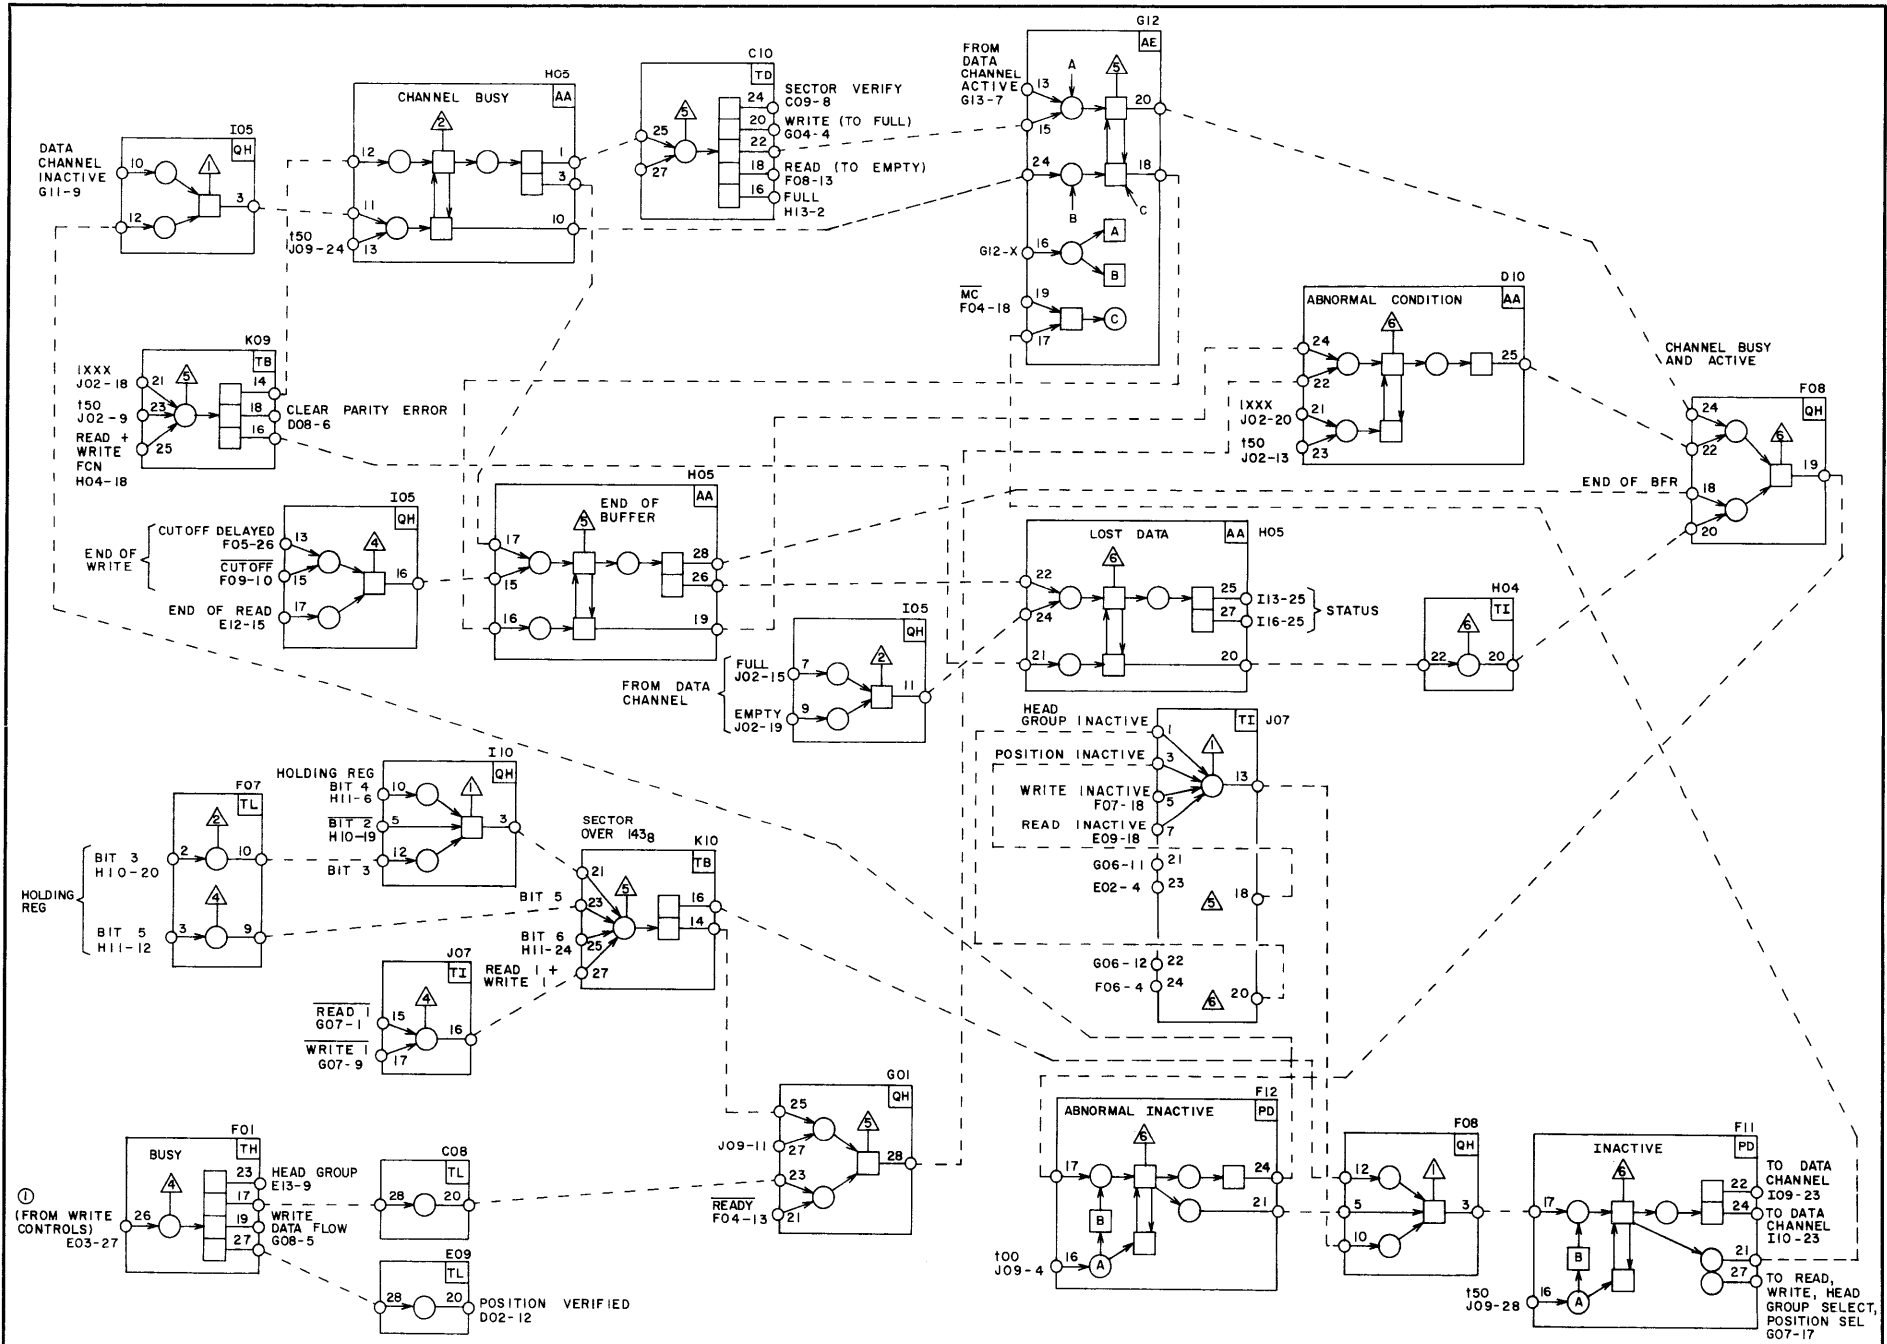 I05
QH
DATA
CHANNEL
INACTIVE
G11-9
10
12
1
3
H05
AA
CHANNEL BUSY
2
12
11
13
t50
J09-24
1
3
10
C10
TD
25
27
5
24
20
22
18
16
SECTOR VERIFY
C09-8
WRITE (TO FULL)
G04-4
READ (TO EMPTY)
F08-13
FULL
H13-2
G12
AE
FROM
DATA
CHANNEL
ACTIVE
G13-7
A
5
13
15
20
24
18
B
C
G12-X
16
A
B
MC
F04-18
19
17
C
D10
AA
ABNORMAL CONDITION
6
24
22
25
1XXX
J02-20
t50
J02-13
21
23
CHANNEL BUSY
AND ACTIVE
F08
QH
24
22
6
19
END OF BFR
18
20
K09
TB
1XXX
J02-18
t50
J02-9
READ +
WRITE
FCN
H04-18
21
23
25
5
14
18
16
CLEAR PARITY ERROR
D08-6
I05
QH
END OF
WRITE
CUTOFF DELAYED
F05-26
CUTOFF
F09-10
END OF READ
E12-15
13
15
17
4
16
H05
AA
END OF
BUFFER
5
17
15
16
28
26
19
I05
QH
FROM DATA
CHANNEL
FULL
J02-15
EMPTY
J02-19
7
9
2
11
LOST DATA
AA
H05
6
22
24
21
25
27
20
I13-25
I16-25
STATUS
H04
TI
6
22
20
HEAD
GROUP INACTIVE
TI
J07
POSITION INACTIVE
WRITE INACTIVE
F07-18
READ INACTIVE
E09-18
1
3
5
7
1
13
G06-11
21
E02-4
23
5
18
G06-12
22
F06-4
24
6
20
F07
TL
HOLDING
REG
BIT 3
H10-20
BIT 5
H11-12
2
2
10
4
3
9
I10
QH
HOLDING REG
BIT 4
H11-6
BIT 2
H10-19
BIT 3
10
5
12
1
3
SECTOR
OVER 143₈
K10
TB
BIT 5
BIT 6
H11-24
READ 1 +
WRITE 1
21
23
25
27
5
16
14
J07
TI
READ 1
G07-1
WRITE 1
G07-9
15
17
4
16
G01
QH
J09-11
READY
F04-13
25
27
23
21
5
28
F01
TH
BUSY
4
①
(FROM WRITE
CONTROLS)
E03-27
26
23
17
19
27
HEAD GROUP
E13-9
WRITE
DATA FLOW
G08-5
C08
TL
28
20
E09
TL
28
20
POSITION VERIFIED
D02-12
F12
PD
ABNORMAL INACTIVE
6
17
24
21
B
t00
J09-4
16
A
F08
QH
12
5
10
1
3
F11
PD
INACTIVE
6
17
B
t50
J09-28
16
A
22
24
21
27
TO DATA
CHANNEL
I09-23
TO DATA
CHANNEL
I10-23
TO READ,
WRITE, HEAD
GROUP SELECT,
POSITION SEL
G07-17